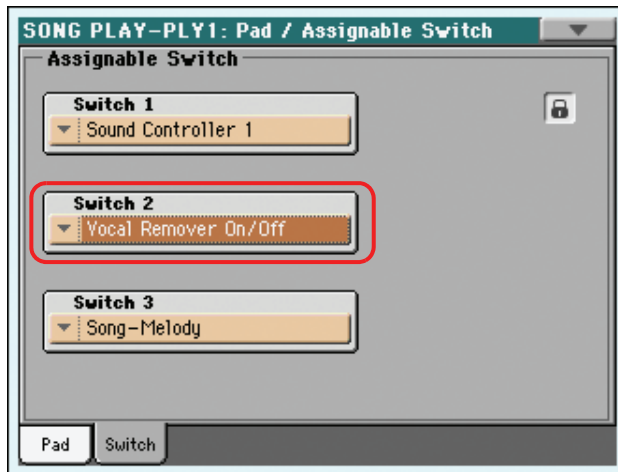 SONG PLAY-PLY1: Pad / Assignable Switch
Assignable Switch
Switch 1
Sound Controller 1
Switch 2
Vocal Remover On/Off
Switch 3
Song-Melody
Pad
Switch